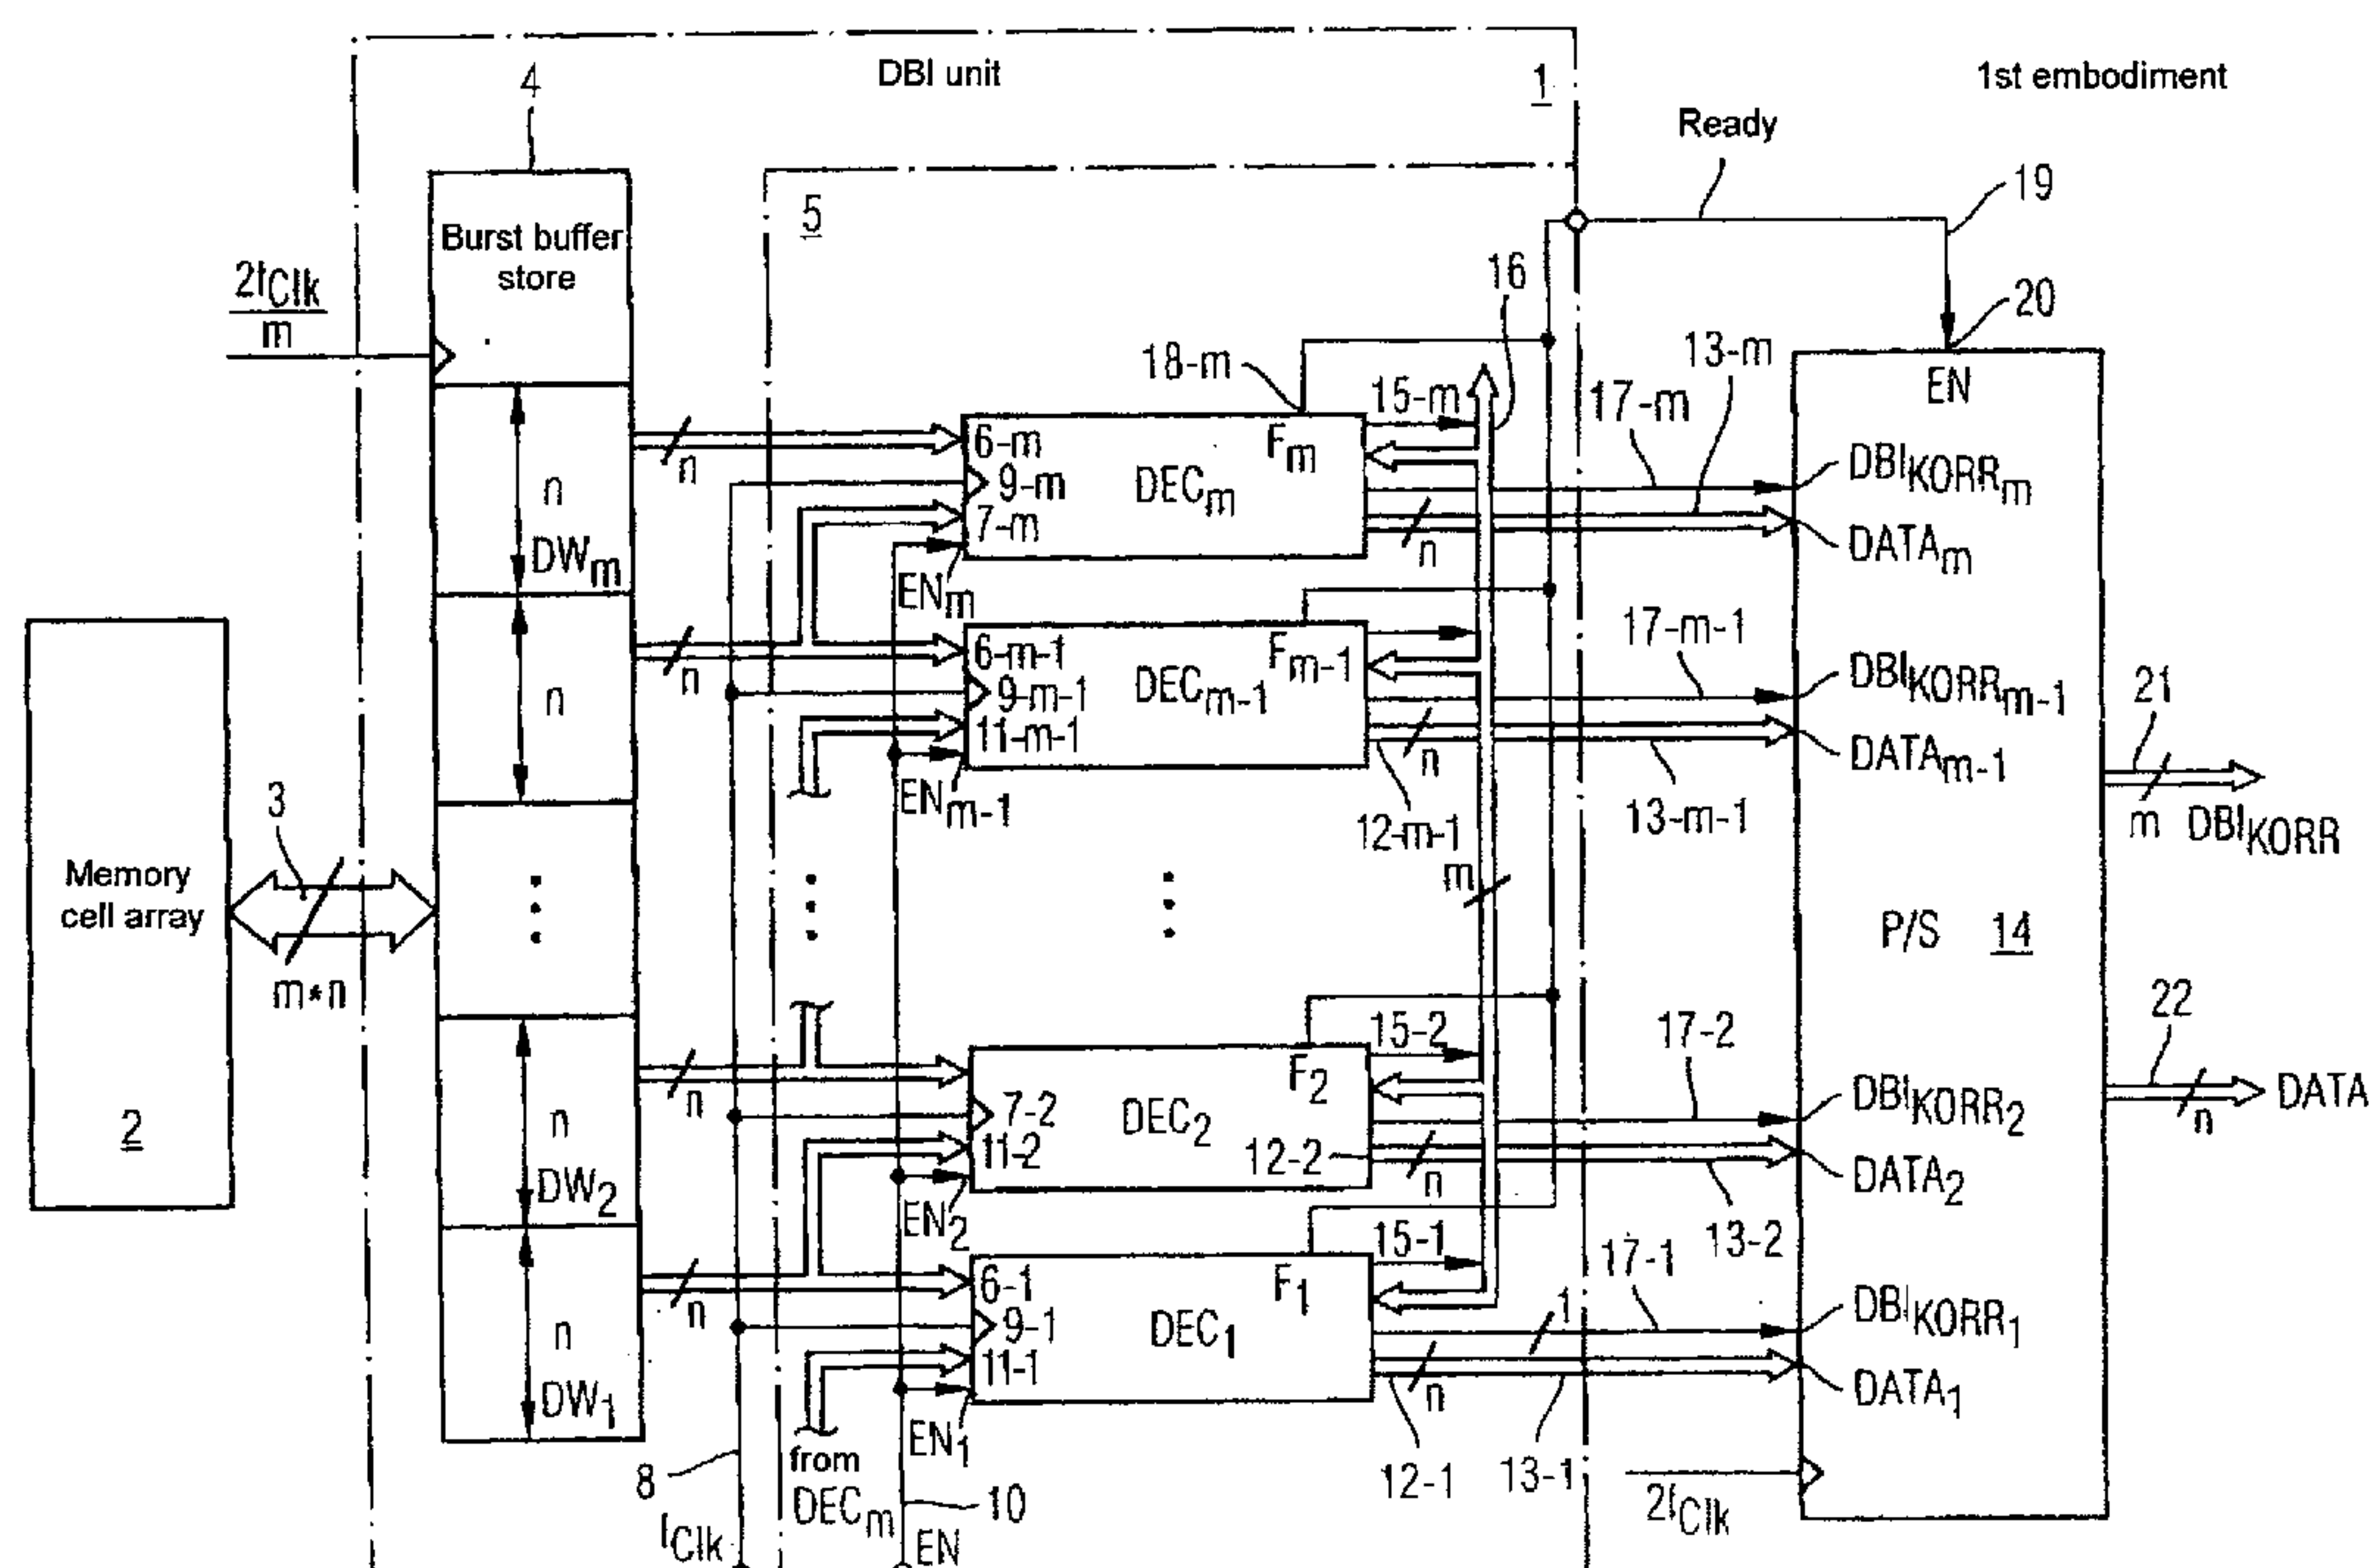 DBI unit
1
1st embodiment
4
Ready
5
19
Burst buffer
store
16
20
2fClk
m
18-m
13-m
15-m
17-m
EN
6-m
Fm
n
9-m
DECm
DBIKORRm
7-m
n
n
DWm
ENm
DATAm
17-m-1
6-m-1
Fm-1
n
n
9-m-1
DECm-1
DBIKORRm-1
21
11-m-1
n
DATAm-1
3
ENm-1
12-m-1
13-m-1
m
DBIKORR
Memory
cell array
m
P/S
14
m*n
22
15-2
17-2
F2
n
7-2
DEC2
DBIKORR2
DATA
n
2
n
11-2
12-2
DW2
n
DATA2
EN2
15-1
13-2
17-1
6-1
F1
n
n
9-1
DEC1
1
DBIKORR1
11-1
DW1
n
DATA1
EN1
8
from
DECm
10
12-1
13-1
2fClk
fClk
EN